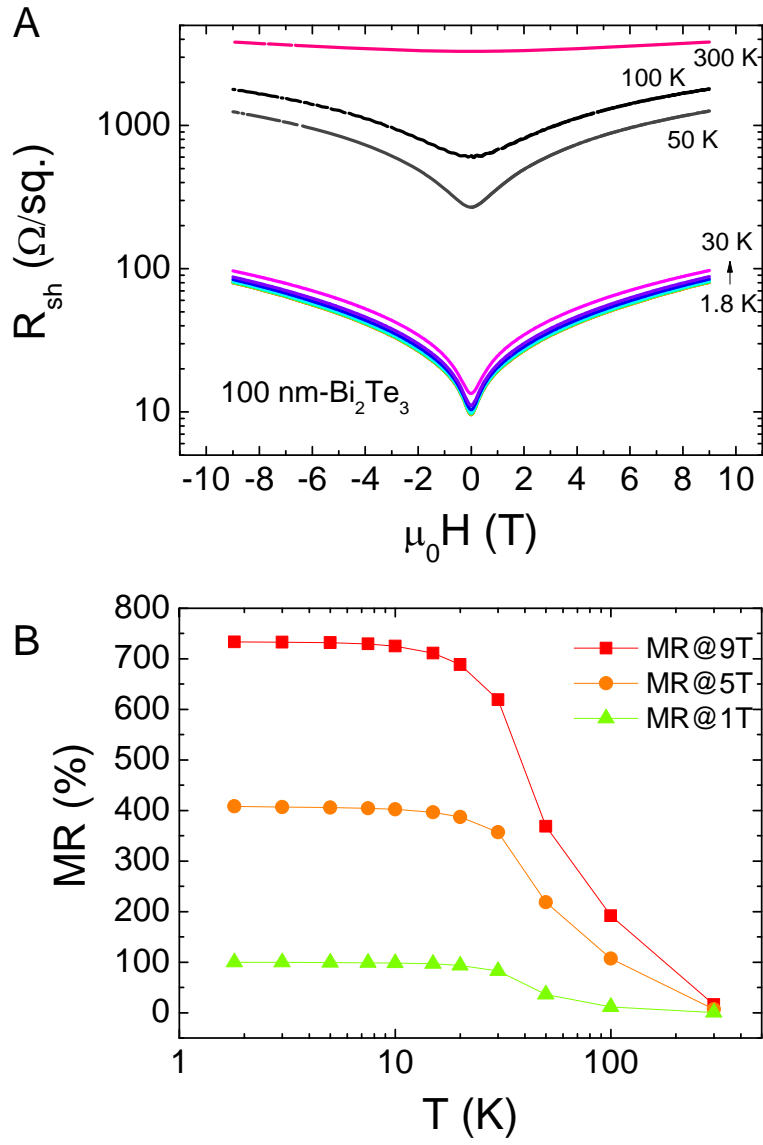 A
1000
100
10
R_sh (Ω/sq.)
300 K
100 K
50 K
30 K
1.8 K
100 nm-Bi₂Te₃
-10 -8 -6 -4 -2 0 2 4 6 8 10
μ₀H (T)
B
800
700
600
500
400
300
200
100
0
MR (%)
MR@9T
MR@5T
MR@1T
1 10 100
T (K)